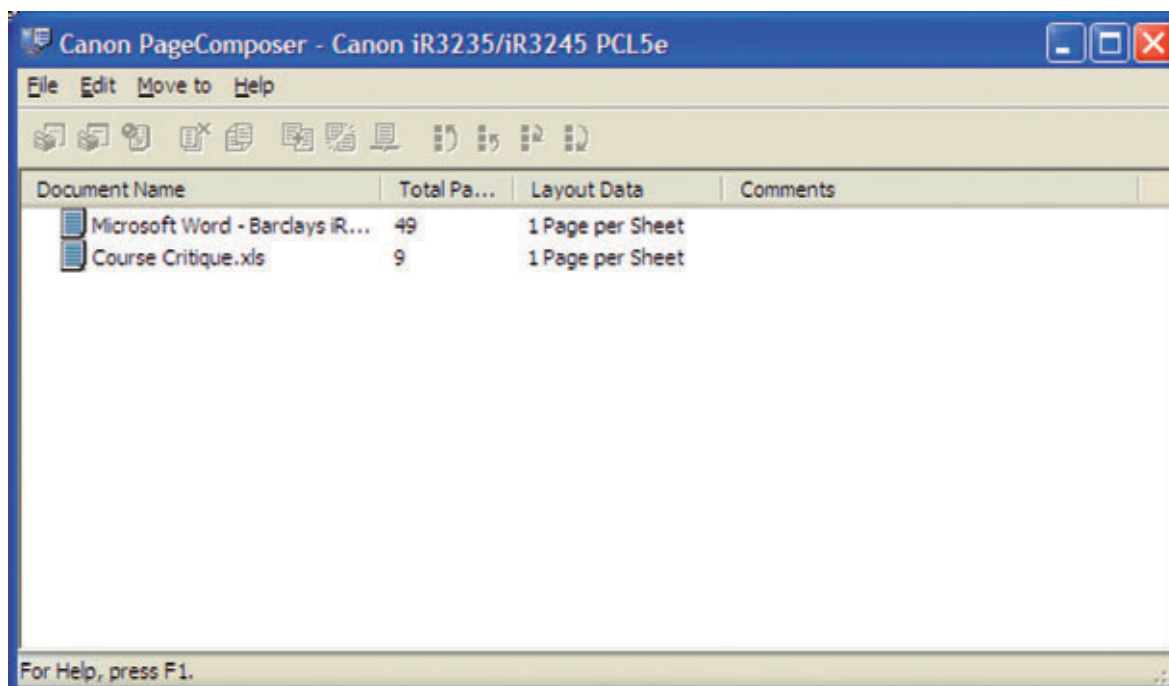 Canon PageComposer - Canon iR3235/iR3245 PCL5e
File Edit Move to Help
Document Name Total Pa... Layout Data Comments
Microsoft Word - Barclays iR... 49 1 Page per Sheet
Course Critique.xls 9 1 Page per Sheet
For Help, press F1.